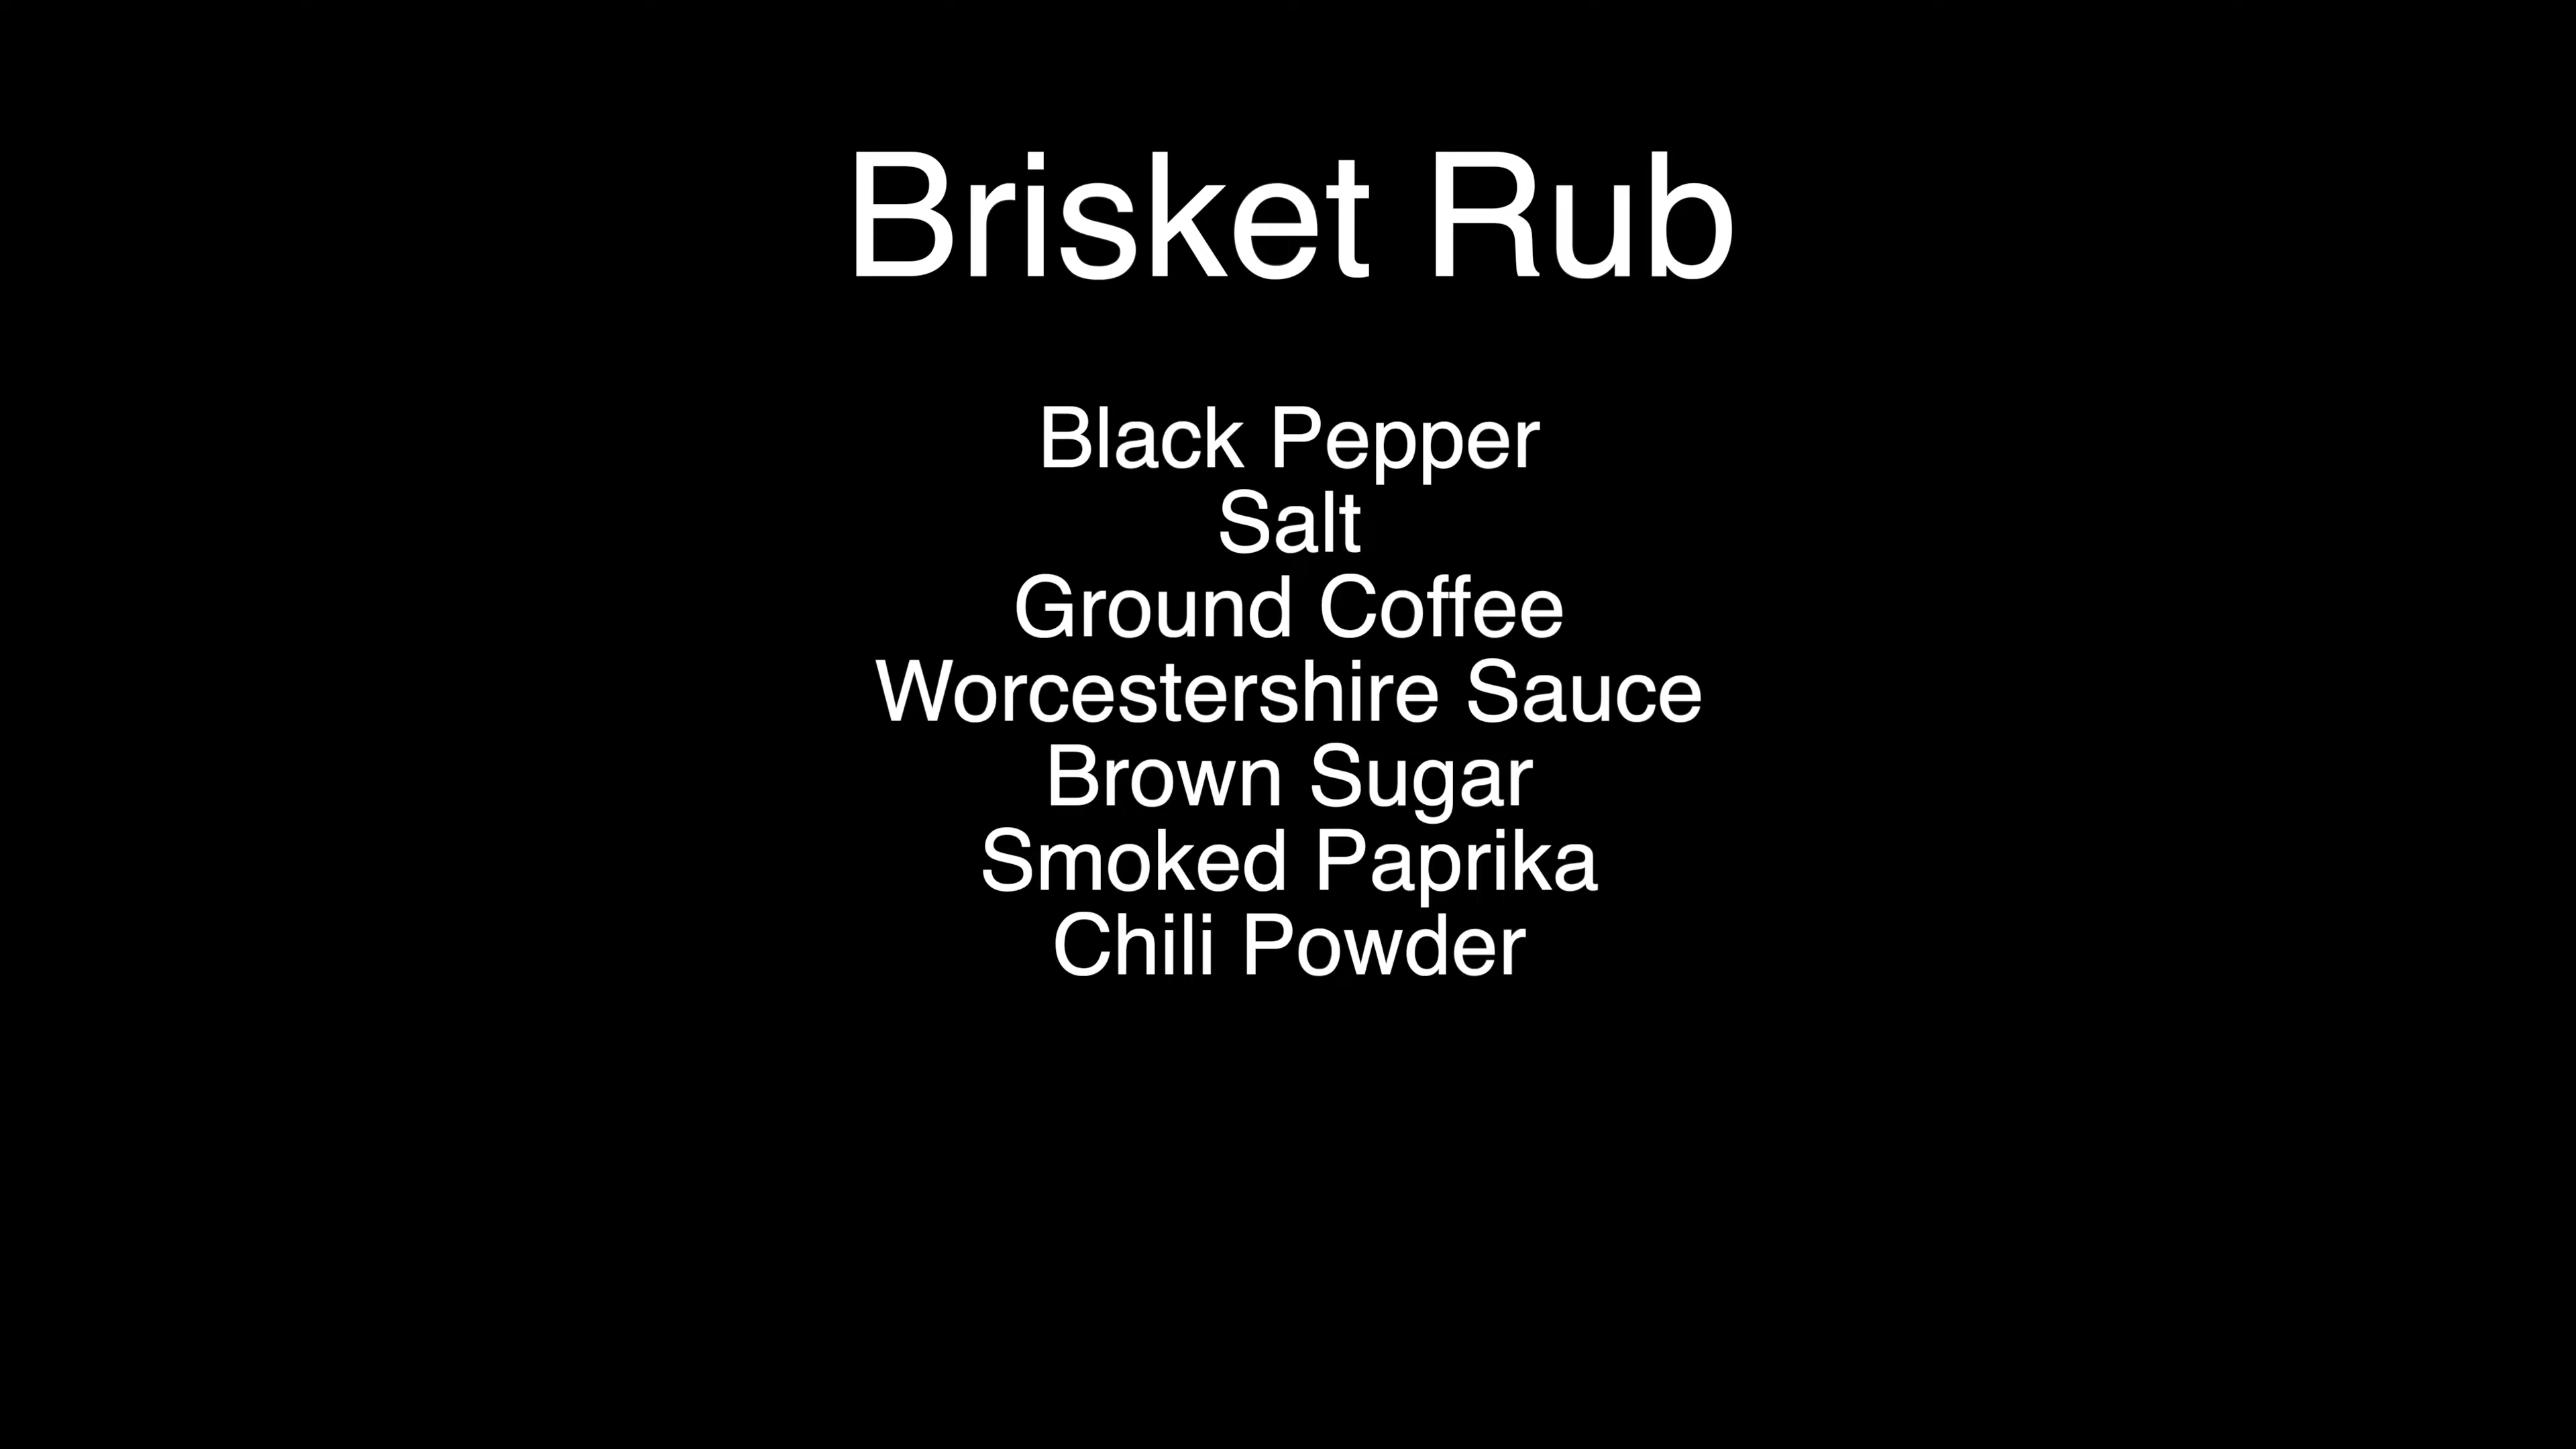 Brisket Rub
Black Pepper
Salt
Ground Coffee
Worcestershire Sauce
Brown Sugar
Smoked Paprika
Chili Powder